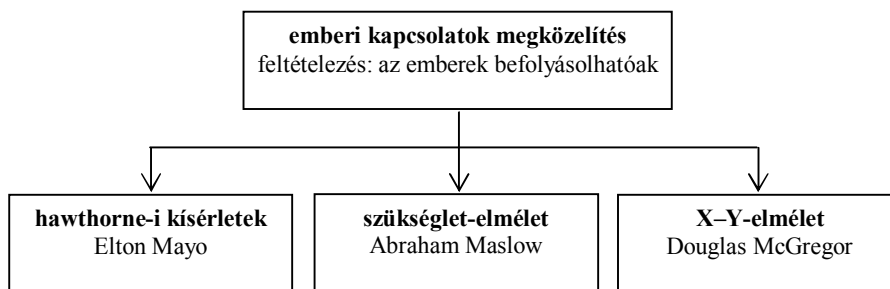 emberi kapcsolatok megközelítés
feltételezés: az emberek befolyásolhatóak
hawthorne-i kísérletek
Elton Mayo
szükséglet-elmélet
Abraham Maslow
X–Y-elmélet
Douglas McGregor